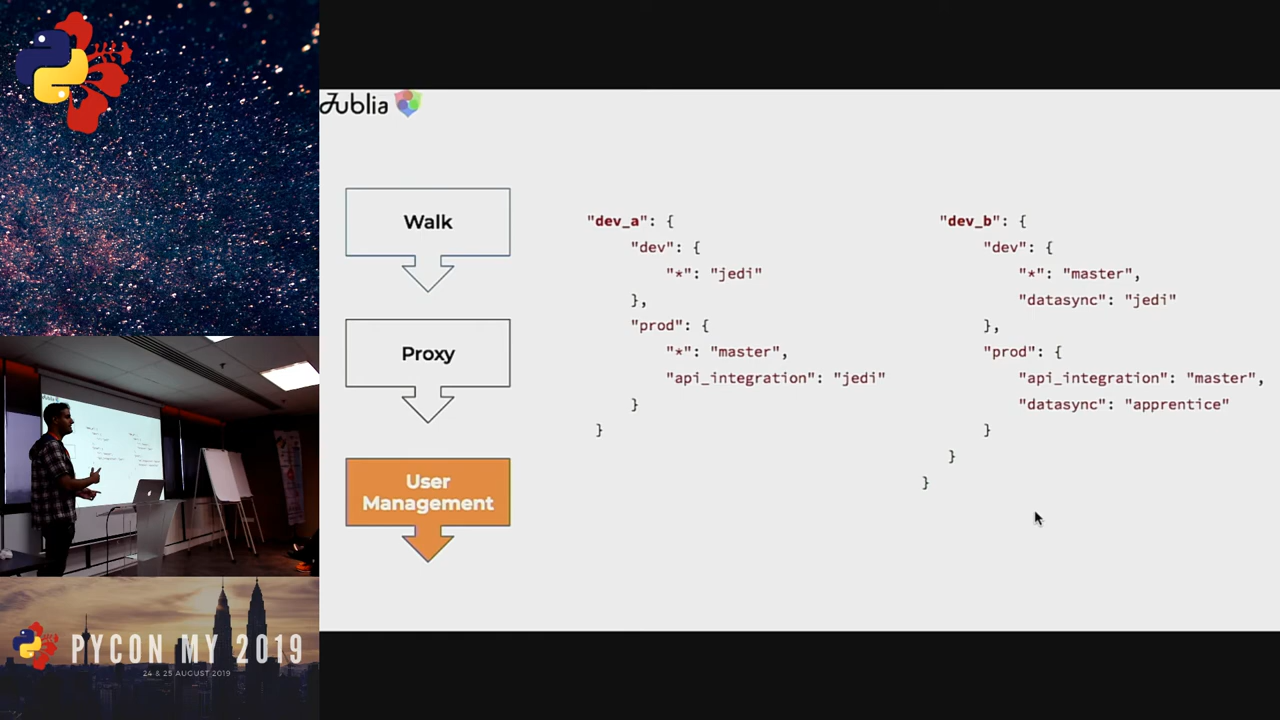 Jublia
Walk
Proxy
User
Management
"dev_a": {
"dev": {
"*": "jedi"
},
"prod": {
"*": "master",
"api_integration": "jedi"
}
}
"dev_b": {
"dev": {
"*": "master",
"datasync": "jedi"
},
"prod": {
"api_integration": "master",
"datasync": "apprentice"
}
}
}
PYCON MY 2019
24 & 25 AUGUST 2019